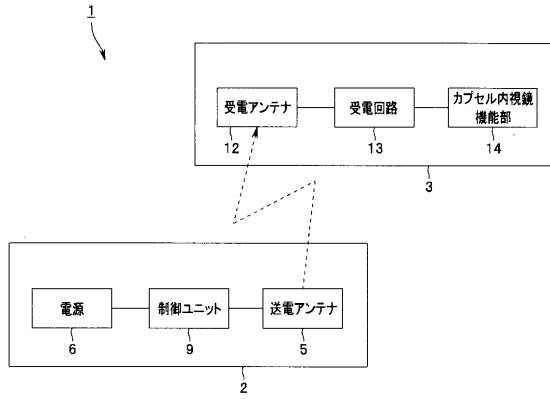 1
受電アンテナ
12
受電回路
13
カプセル内視鏡
機能部
14
3
電源
6
制御ユニット
9
送電アンテナ
5
2